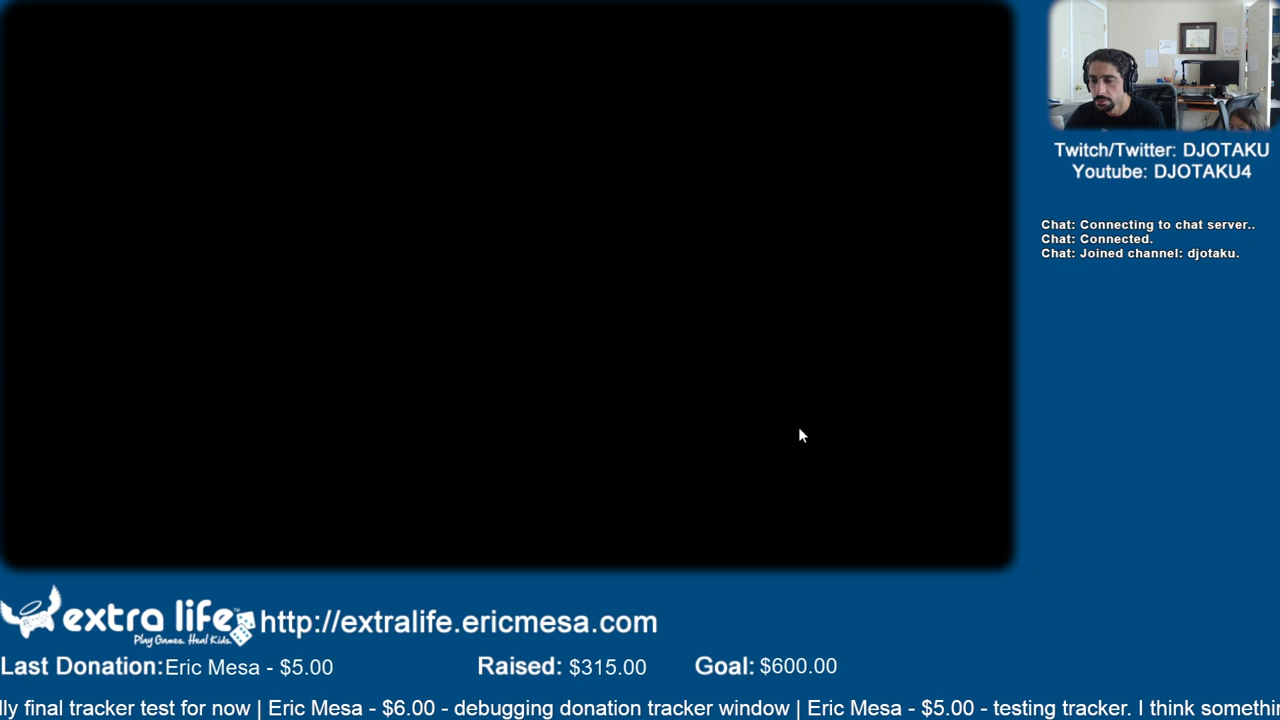 Twitch/Twitter: DJOTAKU
Youtube: DJOTAKU4
Chat: Connecting to chat server..
Chat: Connected.
Chat: Joined channel: djotaku.
extra life
Play Games. Heal Kids.
http://extralife.ericmesa.com
Last Donation: Eric Mesa - $5.00 Raised: $315.00 Goal: $600.00
lly final tracker test for now | Eric Mesa - $6.00 - debugging donation tracker window | Eric Mesa - $5.00 - testing tracker. I think somethin